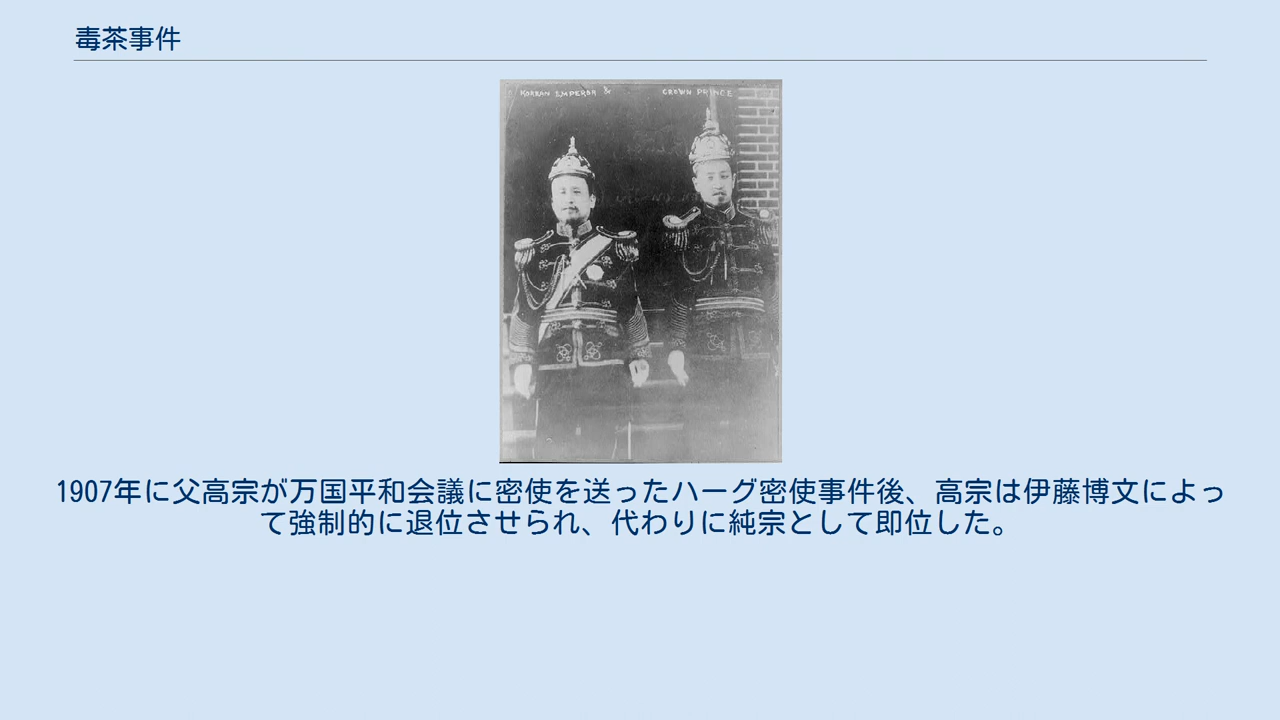 毒茶事件
KOREAN EMPEROR & CROWN PRINCE
1907年に父高宗が万国平和会議に密使を送ったハーグ密使事件後、高宗は伊藤博文によっ
て強制的に退位させられ、代わりに純宗として即位した。